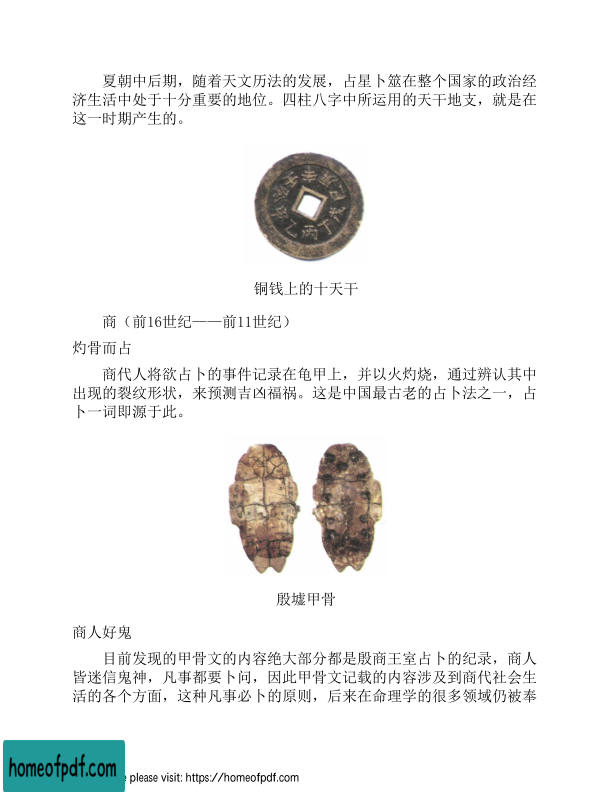 夏朝中后期，随着天文历法的发展，占星卜筮在整个国家的政治经
济生活中处于十分重要的地位。四柱八字中所运用的天干地支，就是在
这一时期产生的。
丁
丙
乙
铜钱上的十天干
商（前16世纪——前11世纪）
灼骨而占
商代人将欲占卜的事件记录在龟甲上，并以火灼烧，通过辨认其中
出现的裂纹形状，来预测吉凶福祸。这是中国最古老的占卜法之一，占
卜一词即源于此。
殷墟甲骨
商人好鬼
目前发现的甲骨文的内容绝大部分都是殷商王室占卜的纪录，商人
皆迷信鬼神，凡事都要卜问，因此甲骨文记载的内容涉及到商代社会生
活的各个方面，这种凡事必卜的原则，后来在命理学的很多领域仍被奉
homeofpdf.com
e please visit: https://homeofpdf.com